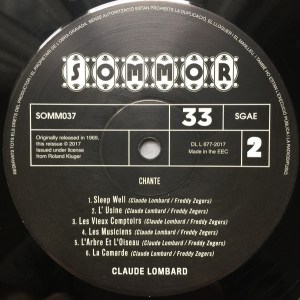 SOMMOR
SOMM037
33
SGAE
Originally released in 1969,
this reissue © 2017
Issued under license
from Roland Kluger
DL L 677-2017
Made in the EEC
2
CHANTE
1. Sleep Well (Claude Lombard / Freddy Zegers)
2. L' Usine (Claude Lombard / Freddy Zegers)
3. Les Vieux Comptoirs (Claude Lombard / Freddy Zegers)
4. Les Musiciens (Claude Lombard / Freddy Zegers)
5. L'Arbre Et L'Oiseau (Claude Lombard / Freddy Zegers)
6. La Camarde (Claude Lombard / Freddy Zegers)
CLAUDE LOMBARD